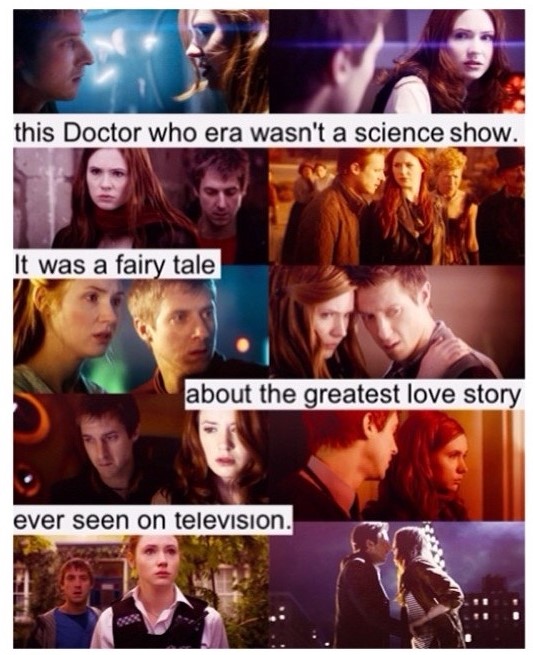 this Doctor who era wasn't a science show.
It was a fairy tale
about the greatest love story
ever seen on television.